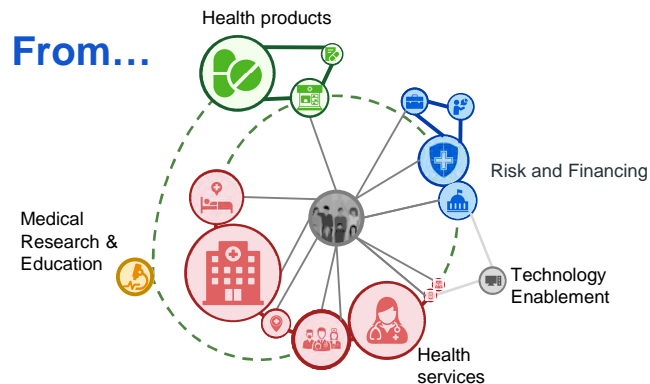 Health products
From…
Risk and Financing
Medical
Research &
Education
Technology
Enablement
Health
services